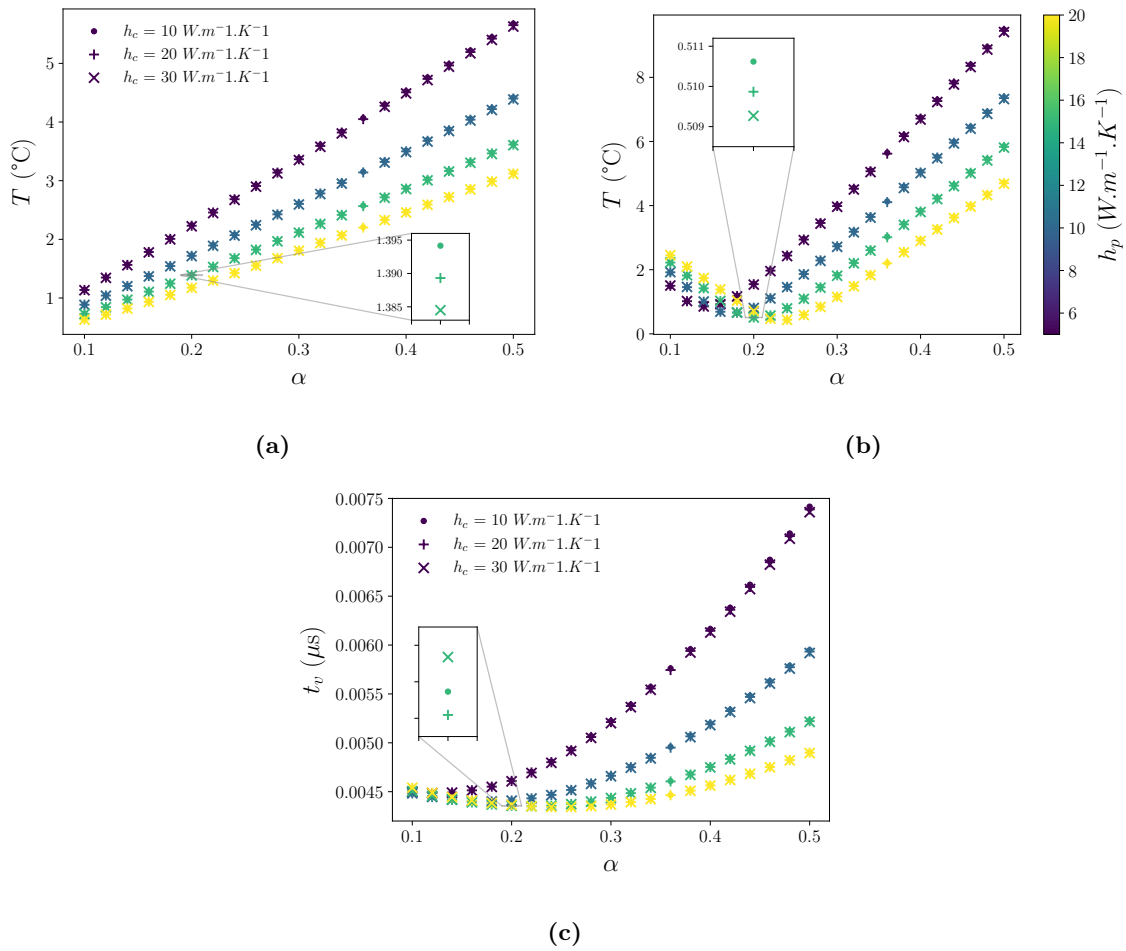 h_c = 10 W.m⁻1.K⁻1
h_c = 20 W.m⁻1.K⁻1
h_c = 30 W.m⁻1.K⁻1
5
4
3
2
1
T (°C)
1.395
1.390
1.385
0.1 0.2 0.3 0.4 0.5
α
(a)
8
6
4
2
0
T (°C)
0.511
0.510
0.509
0.1 0.2 0.3 0.4 0.5
α
(b)
20
18
16
14
12
10
8
6
h_p (W.m⁻¹.K⁻¹)
h_c = 10 W.m⁻1.K⁻1
h_c = 20 W.m⁻1.K⁻1
h_c = 30 W.m⁻1.K⁻1
0.0075
0.0070
0.0065
0.0060
0.0055
0.0050
0.0045
t_v (µs)
0.1 0.2 0.3 0.4 0.5
α
(c)